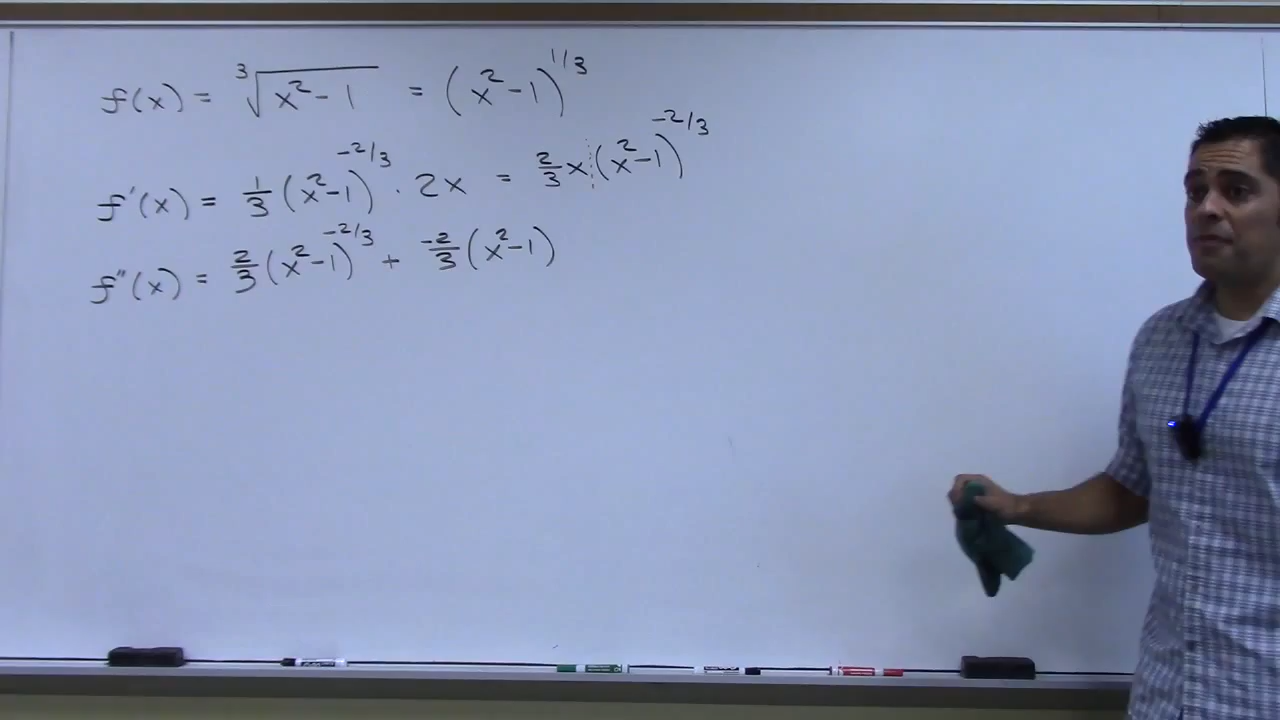 f(x) = ∛(x² - 1) = (x² - 1)^1/3
f'(x) = 1/3 (x² - 1)^-2/3 · 2x = 2/3 x (x² - 1)^-2/3
f''(x) = 2/3 (x² - 1)^-2/3 + -2/3 (x² - 1)